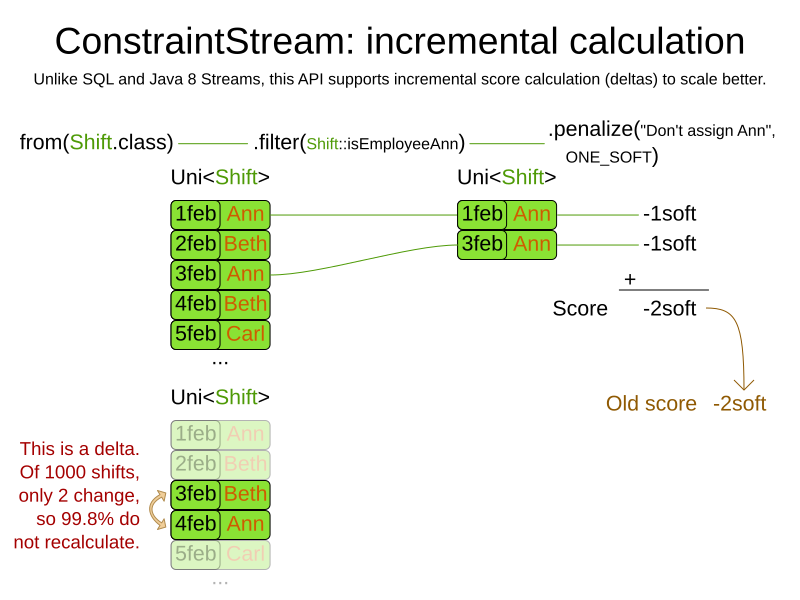 ConstraintStream: incremental calculation
Unlike SQL and Java 8 Streams, this API supports incremental score calculation (deltas) to scale better.
from(Shift.class) .filter(Shift::isEmployeeAnn) .penalize("Don't assign Ann",
ONE_SOFT)
Uni<Shift> Uni<Shift>
1feb Ann 1feb Ann -1soft
2feb Beth 3feb Ann -1soft
3feb Ann +
4feb Beth Score -2soft
5feb Carl
...
Uni<Shift> Old score -2soft
1feb Ann
2feb Beth
3feb Beth
4feb Ann
5feb Carl
...
This is a delta.
Of 1000 shifts,
only 2 change,
so 99.8% do
not recalculate.